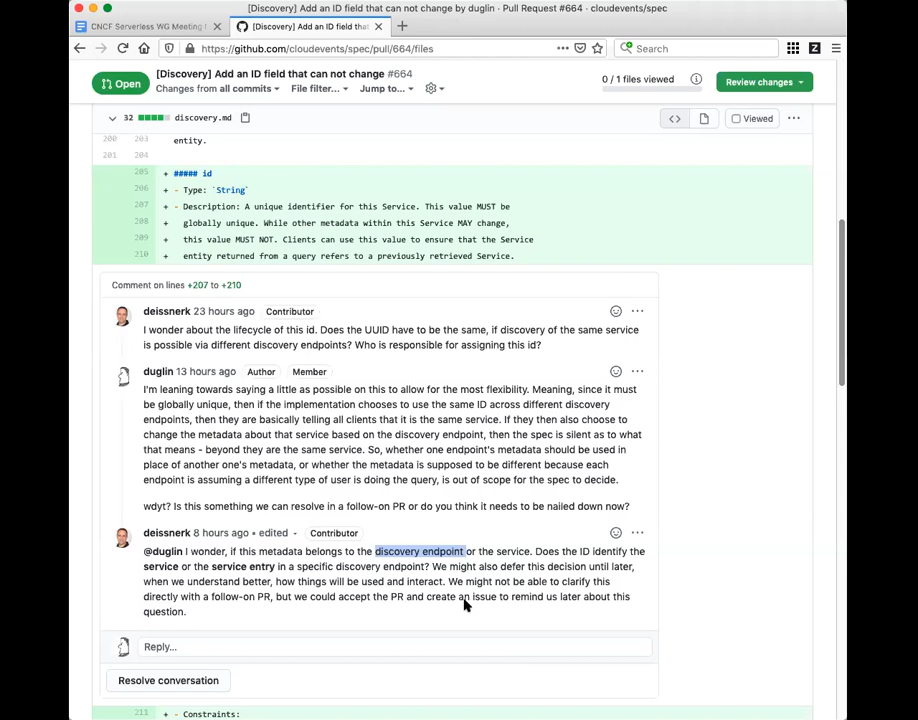 [Discovery] Add an ID field that can not change by duglin · Pull Request #664 · cloudevents/spec
CNCF Serverless WG Meeting
[Discovery] Add an ID field that
https://github.com/cloudevents/spec/pull/664/files
Search
Open
[Discovery] Add an ID field that can not change #664
Changes from all commits
File filter...
Jump to...
0 / 1 files viewed
Review changes
32 discovery.md
Viewed
200 203 entity.
201 204
205 + ##### id
206 + - Type: `String`
207 + - Description: A unique identifier for this Service. This value MUST be
208 + globally unique. While other metadata within this Service MAY change,
209 + this value MUST NOT. Clients can use this value to ensure that the Service
210 + entity returned from a query refers to a previously retrieved Service.
Comment on lines +207 to +210
deissnerk 23 hours ago Contributor
I wonder about the lifecycle of this id. Does the UUID have to be the same, if discovery of the same service
is possible via different discovery endpoints? Who is responsible for assigning this id?
duglin 13 hours ago Author Member
I'm leaning towards saying a little as possible on this to allow for the most flexibility. Meaning, since it must
be globally unique, then if the implementation chooses to use the same ID across different discovery
endpoints, then they are basically telling all clients that it is the same service. If they then also choose to
change the metadata about that service based on the discovery endpoint, then the spec is silent as to what
that means - beyond they are the same service. So, whether one endpoint's metadata should be used in
place of another one's metadata, or whether the metadata is supposed to be different because each
endpoint is assuming a different type of user is doing the query, is out of scope for the spec to decide.
wdyt? Is this something we can resolve in a follow-on PR or do you think it needs to be nailed down now?
deissnerk 8 hours ago • edited Contributor
@duglin I wonder, if this metadata belongs to the discovery endpoint or the service. Does the ID identify the
service or the service entry in a specific discovery endpoint? We might also defer this decision until later,
when we understand better, how things will be used and interact. We might not be able to clarify this
directly with a follow-on PR, but we could accept the PR and create an issue to remind us later about this
question.
Reply...
Resolve conversation
211 + - Constraints: